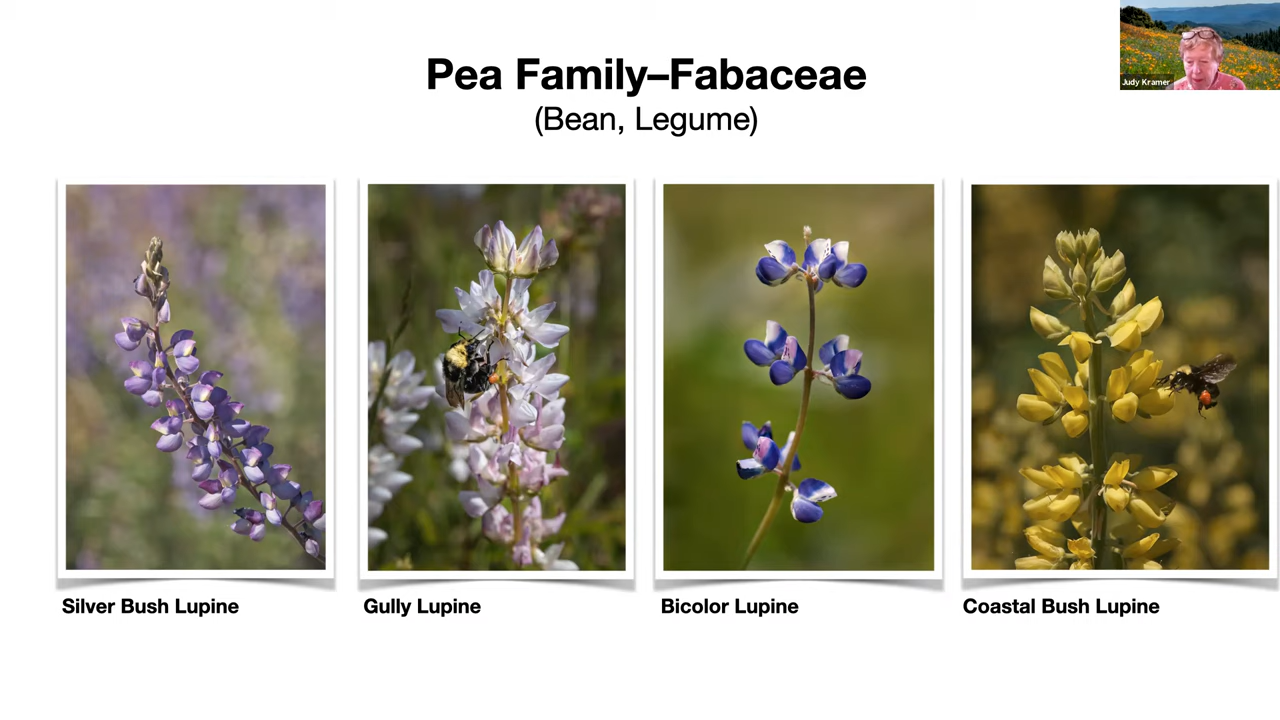 Pea Family–Fabaceae
(Bean, Legume)
Judy Kramer
Silver Bush Lupine
Gully Lupine
Bicolor Lupine
Coastal Bush Lupine